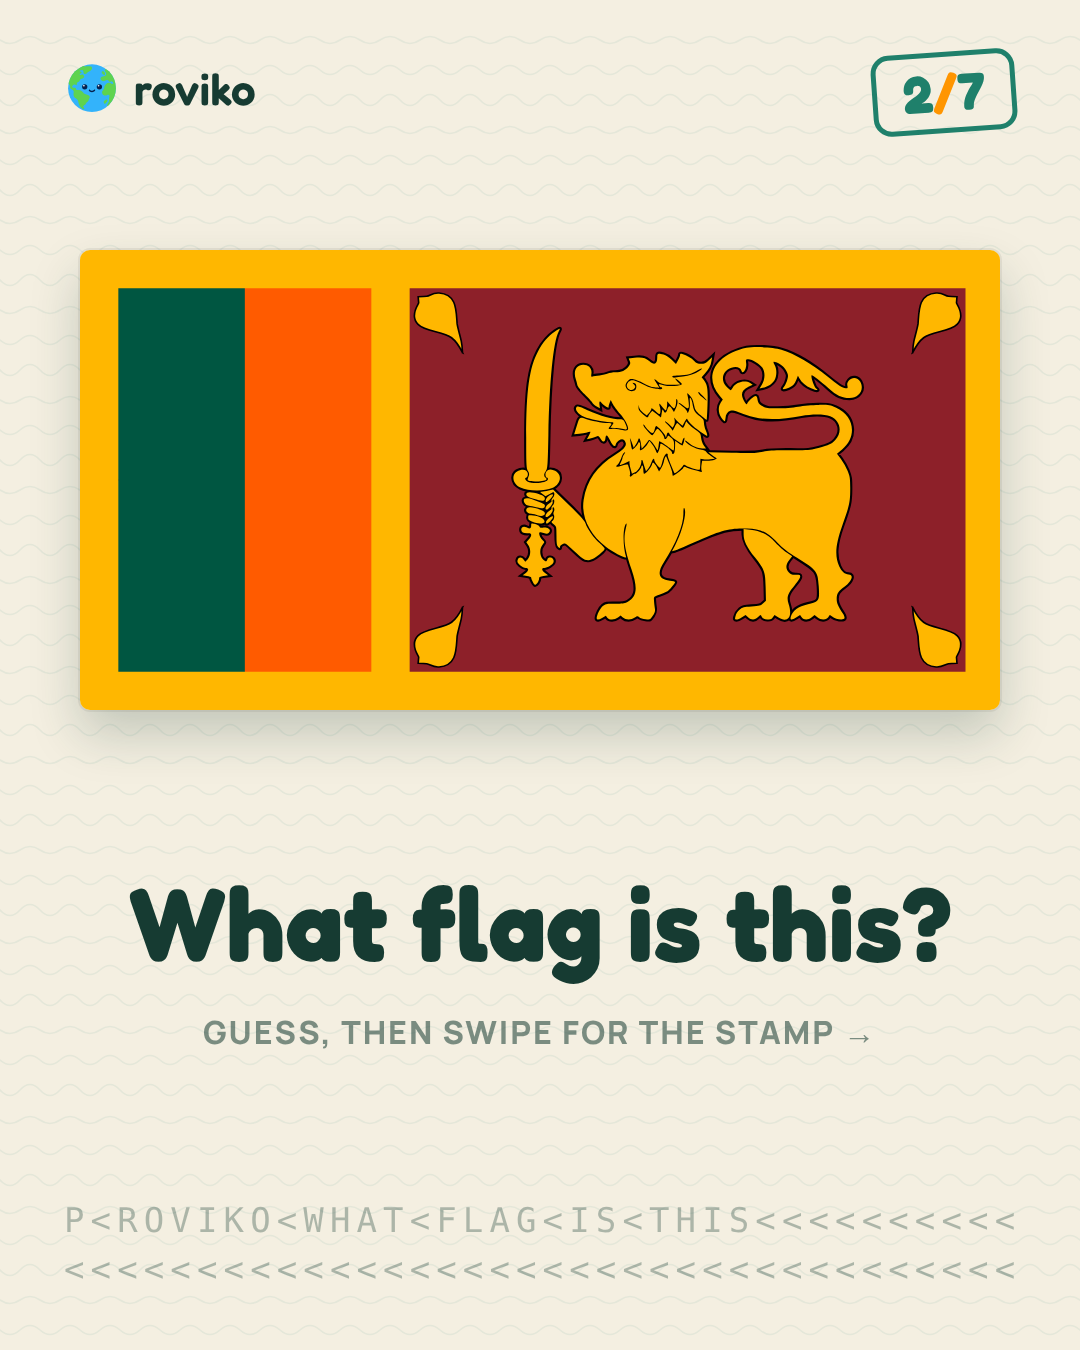 roviko
2/7
What flag is this?
GUESS, THEN SWIPE FOR THE STAMP →
P<ROVIKO<WHAT<FLAG<IS<THIS<<<<<<<<<<
<<<<<<<<<<<<<<<<<<<<<<<<<<<<<<<<<<<<